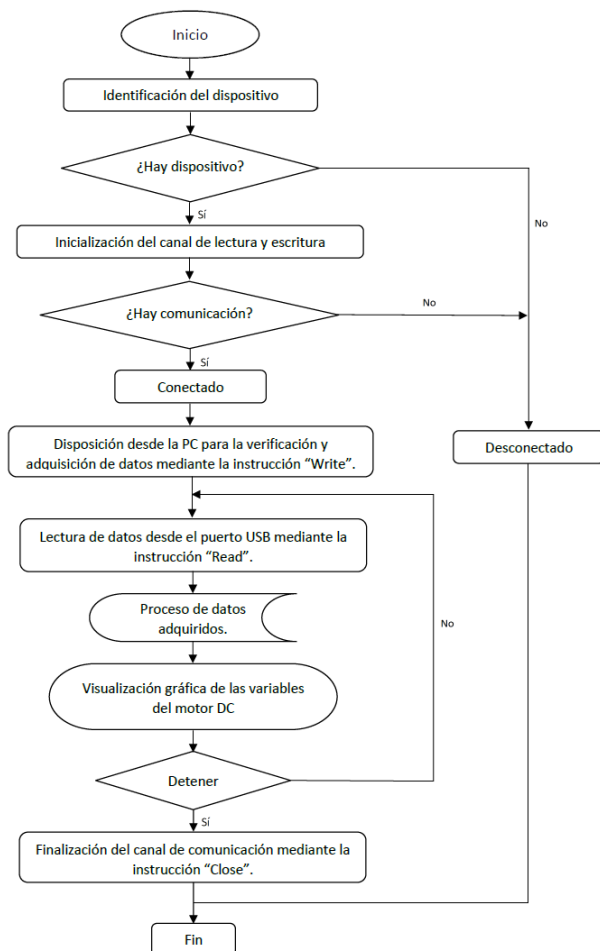 Inicio
Identificación del dispositivo
¿Hay dispositivo?
Sí
No
Inicialización del canal de lectura y escritura
¿Hay comunicación?
No
Sí
Conectado
Disposición desde la PC para la verificación y
adquisición de datos mediante la instrucción “Write”.
Desconectado
Lectura de datos desde el puerto USB mediante la
instrucción “Read”.
Proceso de datos
adquiridos.
No
Visualización gráfica de las variables
del motor DC
Detener
Sí
Finalización del canal de comunicación mediante la
instrucción “Close”.
Fin